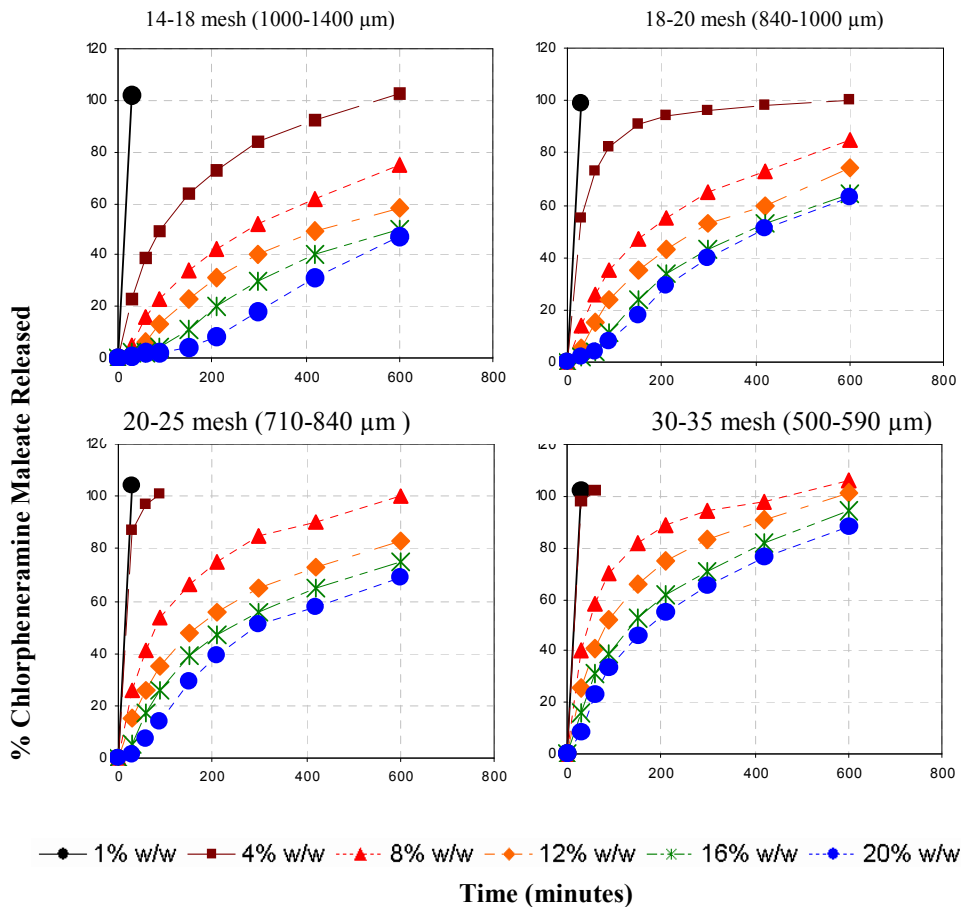 14-18 mesh (1000-1400 µm)
18-20 mesh (840-1000 µm)
120
100
80
60
40
20
0
0 200 400 600 800
120
100
80
60
40
20
0
0 200 400 600 800
20-25 mesh (710-840 µm )
30-35 mesh (500-590 µm)
120
100
80
60
40
20
0
0 200 400 600 800
120
100
80
60
40
20
0
0 200 400 600 800
% Chlorpheneramine Maleate Released
1% w/w 4% w/w 8% w/w 12% w/w 16% w/w 20% w/w
Time (minutes)